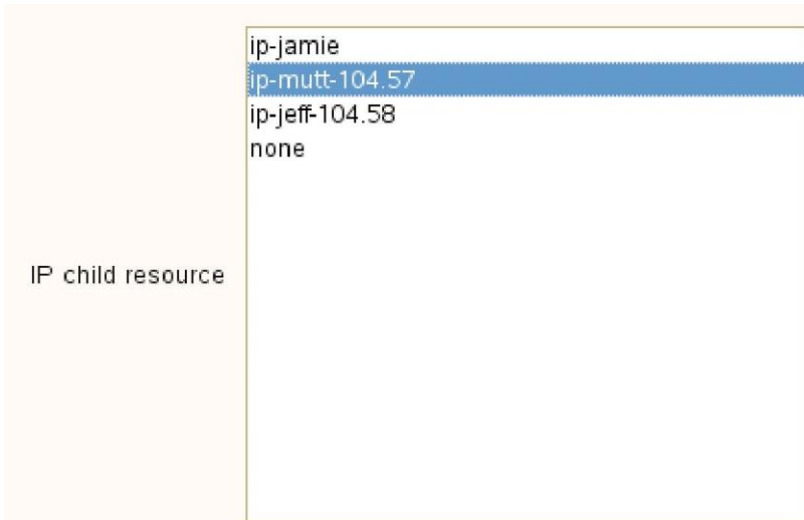 ip-jamie
ip-mutt-104.57
ip-jeff-104.58
none
IP child resource